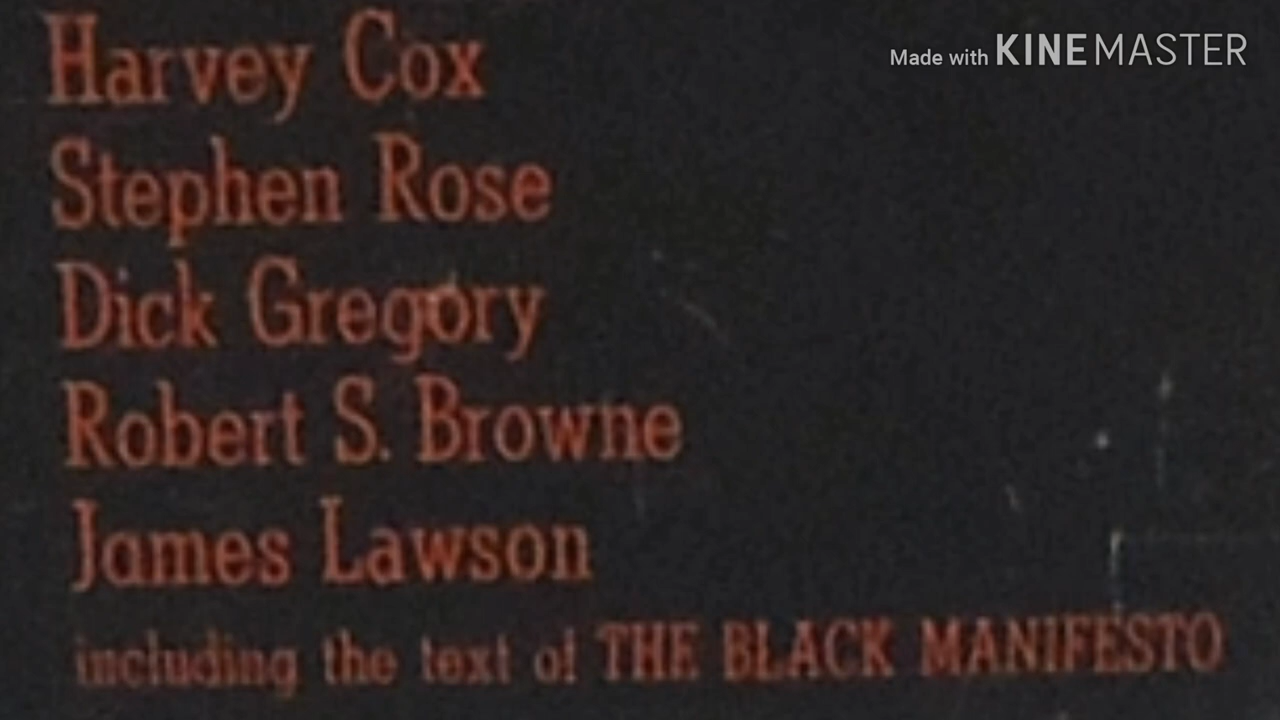 Harvey Cox
Made with KINEMASTER
Stephen Rose
Dick Gregory
Robert S. Browne
James Lawson
including the text of THE BLACK MANIFESTO